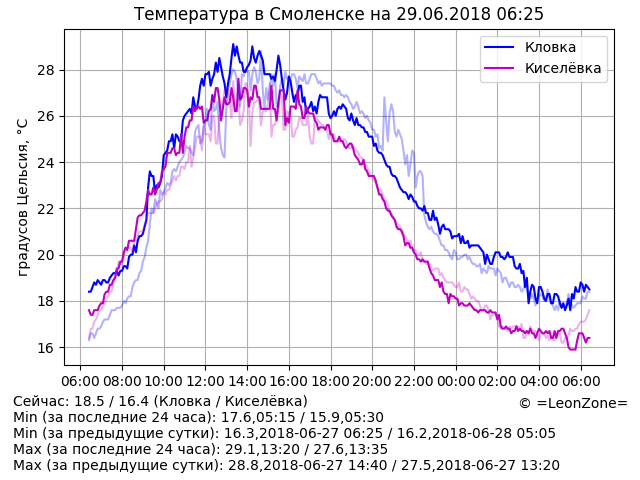 Температура в Смоленске на 29.06.2018 06:25
Кловка
Киселёвка
градусов Цельсия, °C
28
26
24
22
20
18
16
06:00 08:00 10:00 12:00 14:00 16:00 18:00 20:00 22:00 00:00 02:00 04:00 06:00
Сейчас: 18.5 / 16.4 (Кловка / Киселёвка)
© =LeonZone=
Min (за последние 24 часа): 17.6,05:15 / 15.9,05:30
Min (за предыдущие сутки): 16.3,2018-06-27 06:25 / 16.2,2018-06-28 05:05
Max (за последние 24 часа): 29.1,13:20 / 27.6,13:35
Max (за предыдущие сутки): 28.8,2018-06-27 14:40 / 27.5,2018-06-27 13:20